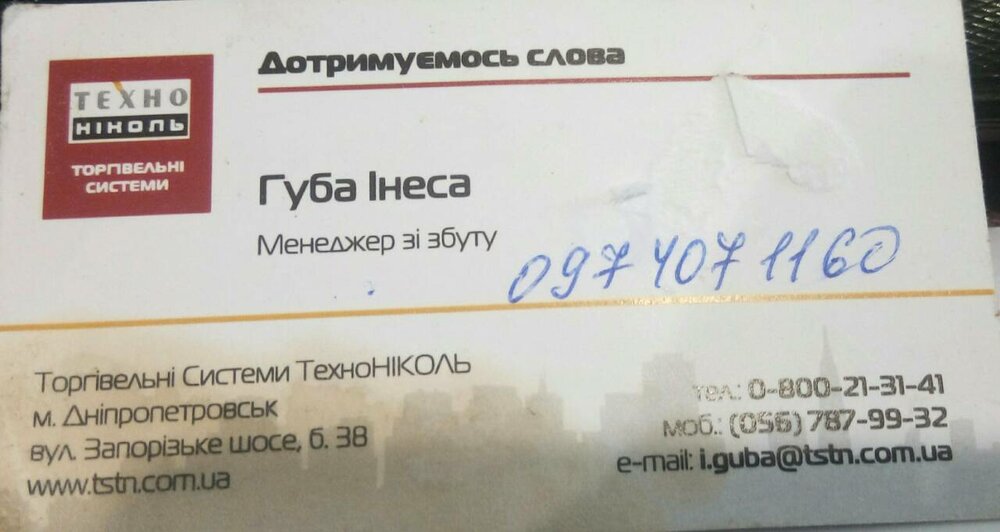 Дотримуємось слова
ТЕХНО
НІКОЛЬ
ТОРГІВЕЛЬНІ
СИСТЕМИ
Губа Інеса
Менеджер зі збуту
097 407 1160
Торгівельні Системи ТехноНІКОЛЬ
м. Дніпропетровськ
вул. Запорізьке шосе, б. 38
www.tstn.com.ua
тел.: 0-800-21-31-41
моб.: (056) 787-99-32
e-mail: i.guba@tstn.com.ua